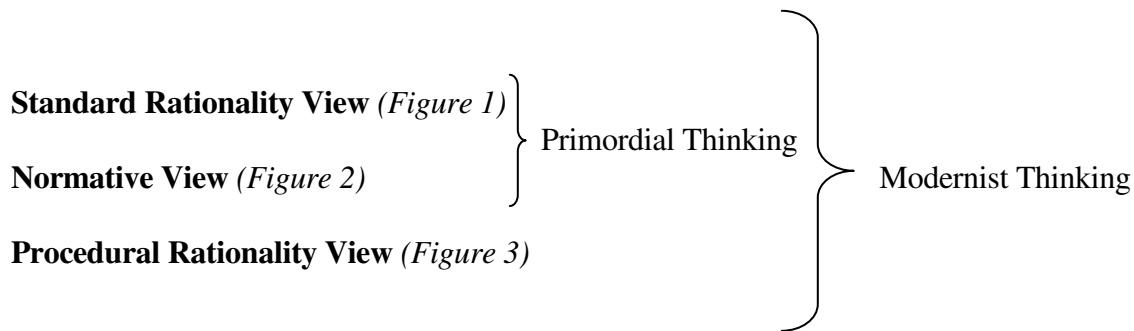 Standard Rationality View (Figure 1)
Primordial Thinking
Normative View (Figure 2)
Modernist Thinking
Procedural Rationality View (Figure 3)